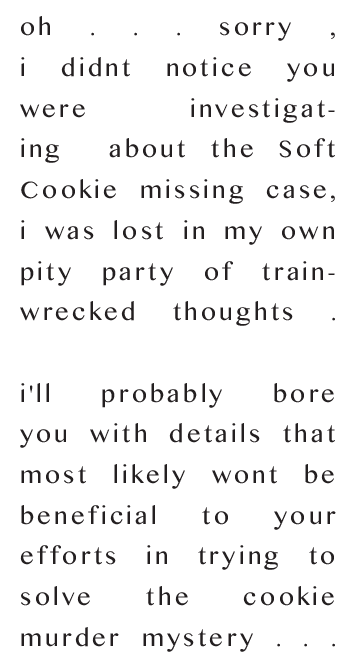 oh . . . sorry ,
i didnt notice you
were investigat-
ing about the Soft
Cookie missing case,
i was lost in my own
pity party of train-
wrecked thoughts .
i'll probably bore
you with details that
most likely wont be
beneficial to your
efforts in trying to
solve the cookie
murder mystery . . .